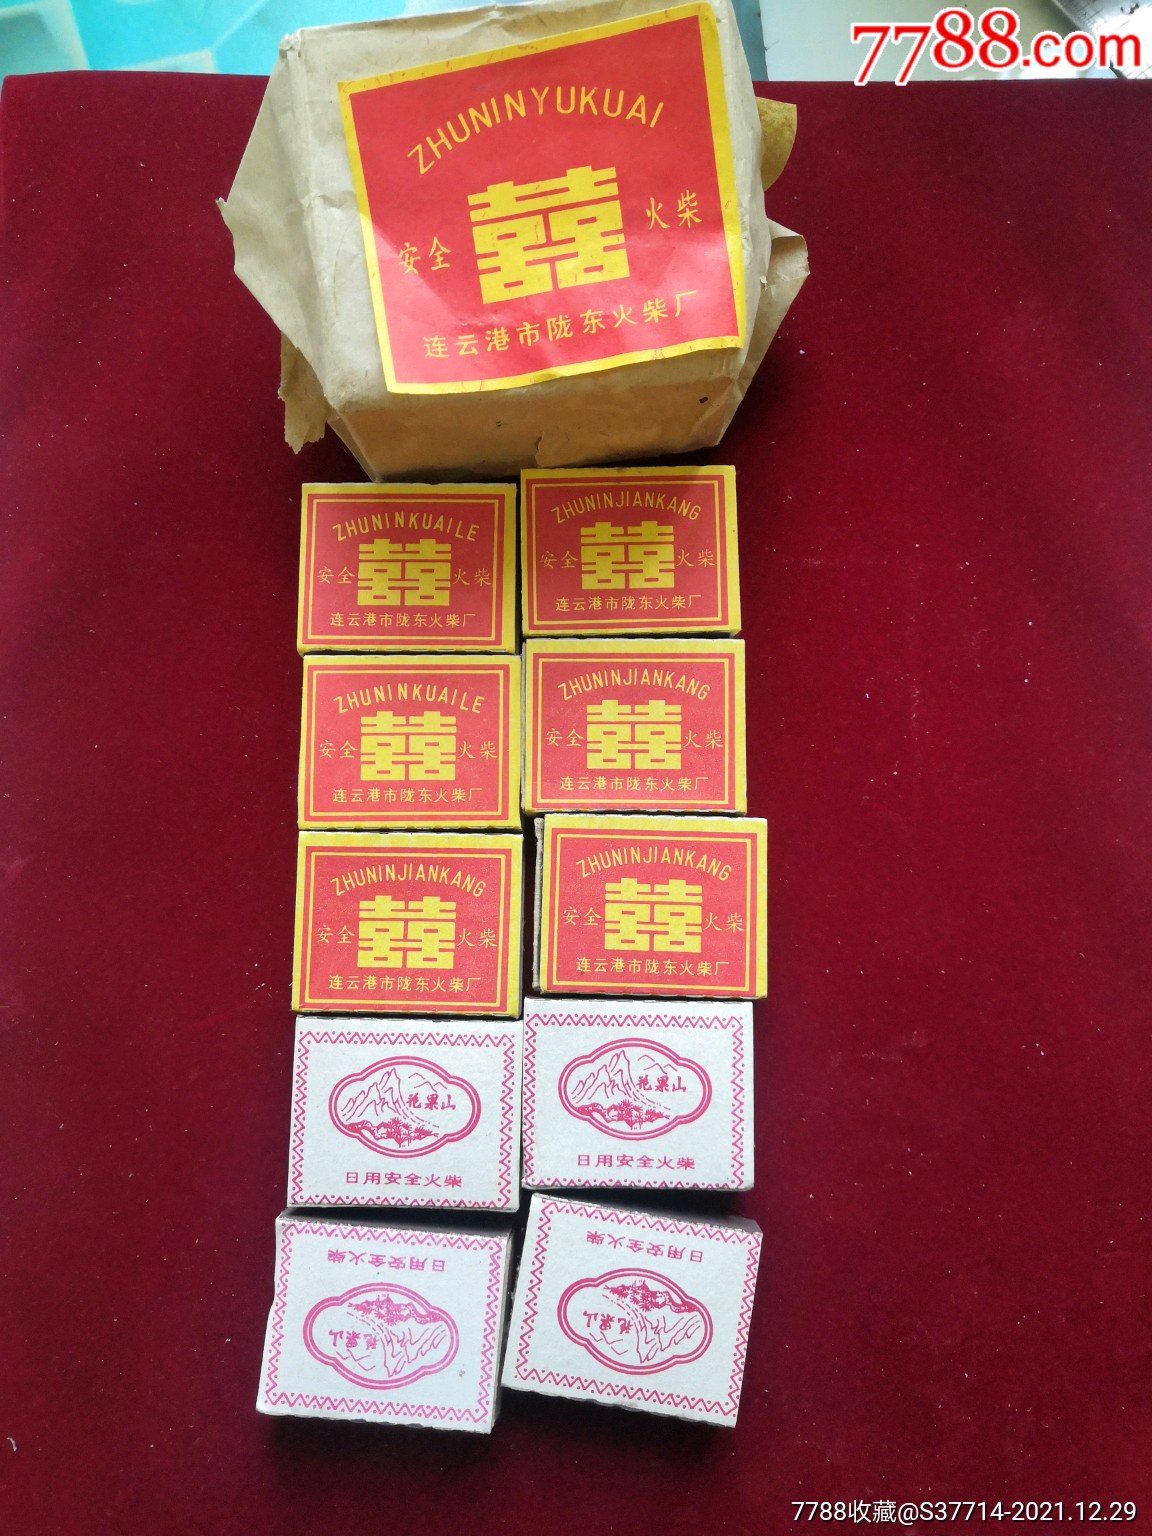 7788.com
ZHUNINYUKUAI
安全 囍 火柴
连云港市陇东火柴厂
ZHUNINKUAILE
安全 囍 火柴
连云港市陇东火柴厂
ZHUNINJIANKANG
安全 囍 火柴
连云港市陇东火柴厂
ZHUNINKUAILE
安全 囍 火柴
连云港市陇东火柴厂
ZHUNINJIANKANG
安全 囍 火柴
连云港市陇东火柴厂
ZHUNINJIANKANG
安全 囍 火柴
连云港市陇东火柴厂
ZHUNINJIANKANG
安全 囍 火柴
连云港市陇东火柴厂
花果山
日用安全火柴
花果山
日用安全火柴
日用安全火柴
花果山
日用安全火柴
花果山
7788收藏@S37714-2021.12.29